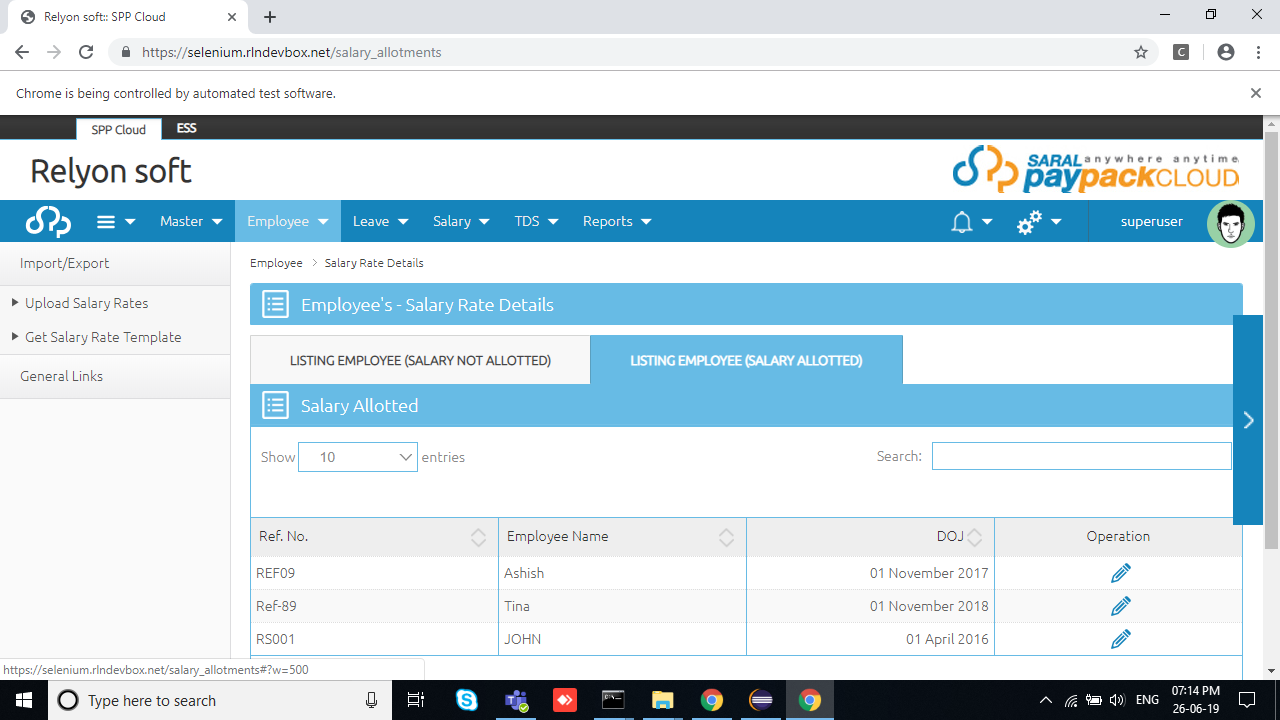 Relyon soft:: SPP Cloud
https://selenium.rlndevbox.net/salary_allotments
C
Chrome is being controlled by automated test software.
SPP Cloud ESS
Relyon soft
SARAL anywhere anytime
paypackCLOUD
Master Employee Leave Salary TDS Reports superuser
Import/Export
Employee Salary Rate Details
Upload Salary Rates
Employee's - Salary Rate Details
Get Salary Rate Template
LISTING EMPLOYEE (SALARY NOT ALLOTTED) LISTING EMPLOYEE (SALARY ALLOTTED)
General Links
Salary Allotted
Show 10 entries Search:
Ref. No. Employee Name DOJ Operation
REF09 Ashish 01 November 2017
Ref-89 Tina 01 November 2018
RS001 JOHN 01 April 2016
https://selenium.rlndevbox.net/salary_allotments#?w=500
Type here to search ENG 07:14 PM
26-06-19